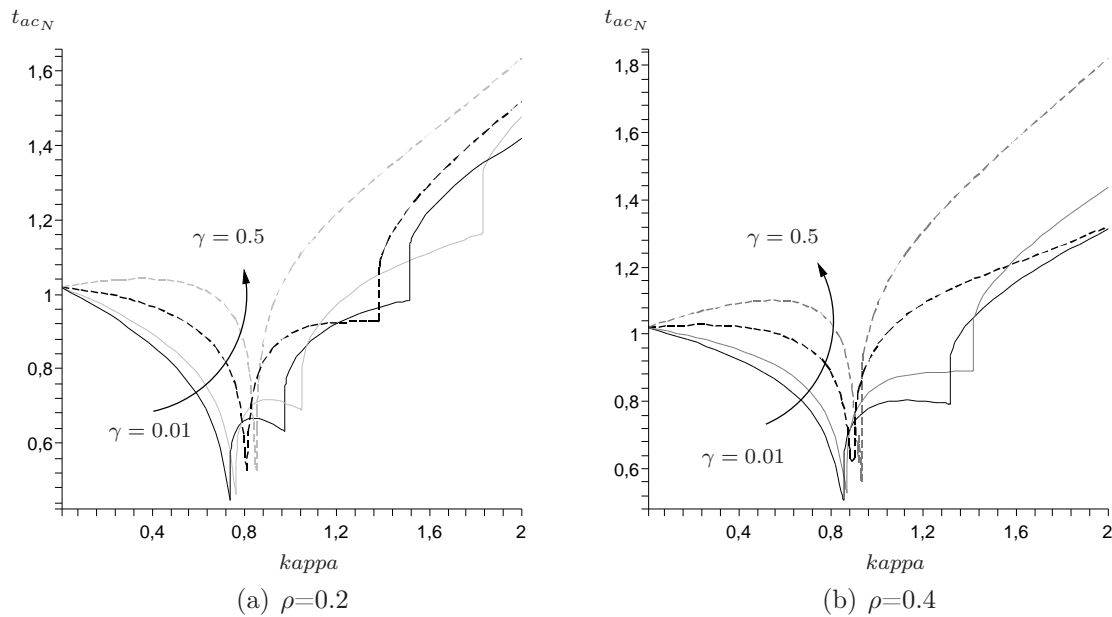 t_{ac_N}
1,6
1,4
1,2
1
0,8
0,6
γ = 0.5
γ = 0.01
0,4
0,8
1,2
1,6
2
kappa
(a) ρ=0.2
t_{ac_N}
1,8
1,6
1,4
1,2
1
0,8
0,6
γ = 0.5
γ = 0.01
0,4
0,8
1,2
1,6
2
kappa
(b) ρ=0.4